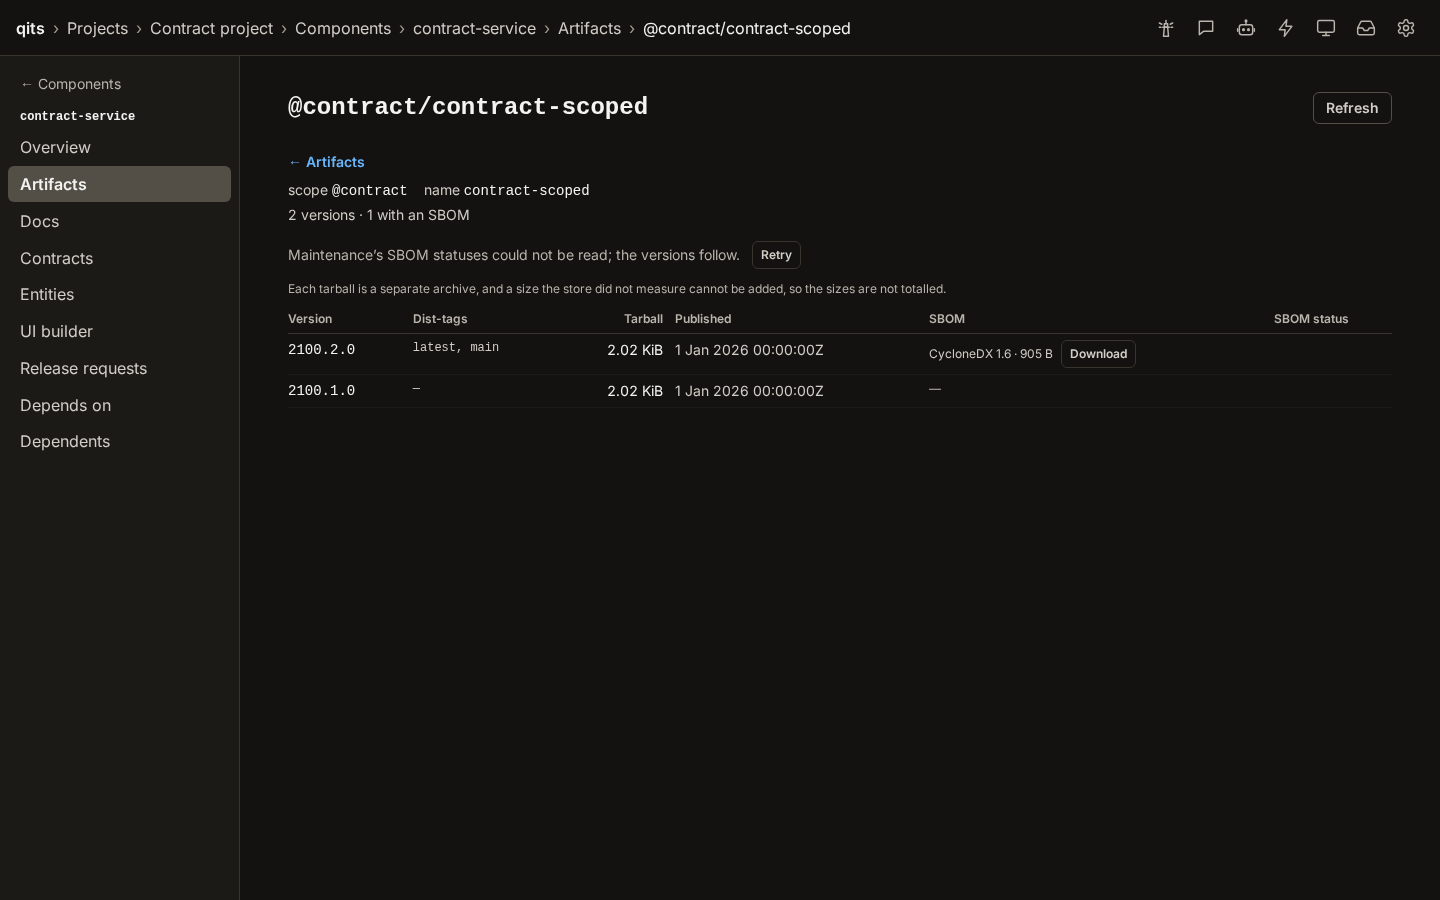 qits › Projects › Contract project › Components › contract-service › Artifacts › @contract/contract-scoped
← Components
contract-service
Overview
Artifacts
Docs
Contracts
Entities
UI builder
Release requests
Depends on
Dependents
@contract/contract-scoped
Refresh
← Artifacts
scope @contract name contract-scoped
2 versions · 1 with an SBOM
Maintenance’s SBOM statuses could not be read; the versions follow. Retry
Each tarball is a separate archive, and a size the store did not measure cannot be added, so the sizes are not totalled.
Version Dist-tags Tarball Published SBOM SBOM status
2100.2.0 latest, main 2.02 KiB 1 Jan 2026 00:00:00Z CycloneDX 1.6 · 905 B Download
2100.1.0 — 2.02 KiB 1 Jan 2026 00:00:00Z —